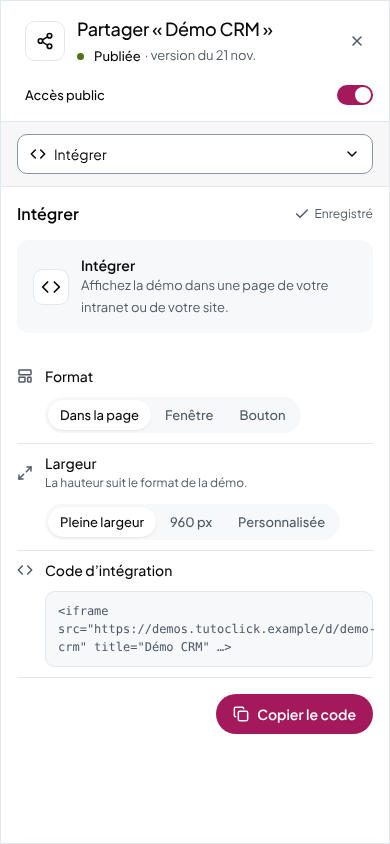 Partager « Démo CRM »
Publiée · version du 21 nov.
Accès public
Intégrer
Intégrer
Enregistré
Intégrer
Affichez la démo dans une page de votre
intranet ou de votre site.
Format
Dans la page Fenêtre Bouton
Largeur
La hauteur suit le format de la démo.
Pleine largeur 960 px Personnalisée
Code d’intégration
<iframe
src="https://demos.tutoclick.example/d/demo-
crm" title="Démo CRM" …>
Copier le code